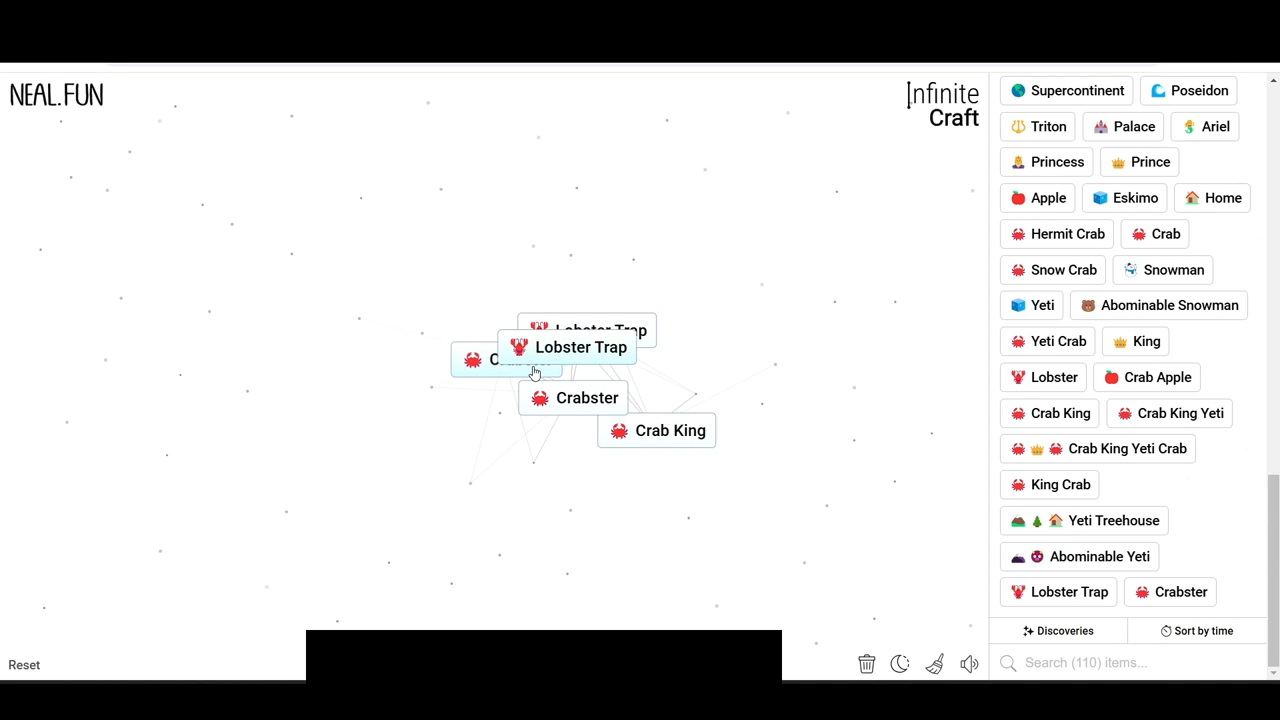 NEAL.FUN
Infinite
Craft
Supercontinent Poseidon
Triton Palace Ariel
Princess Prince
Apple Eskimo Home
Hermit Crab Crab
Snow Crab Snowman
Yeti Abominable Snowman
Yeti Crab King
Lobster Crab Apple
Crab King Crab King Yeti
Crab King Yeti Crab
King Crab
Yeti Treehouse
Abominable Yeti
Lobster Trap Crabster
Lobster Trap
Lobster Trap
Crabster
Crab King
Discoveries Sort by time
Search (110) items...
Reset